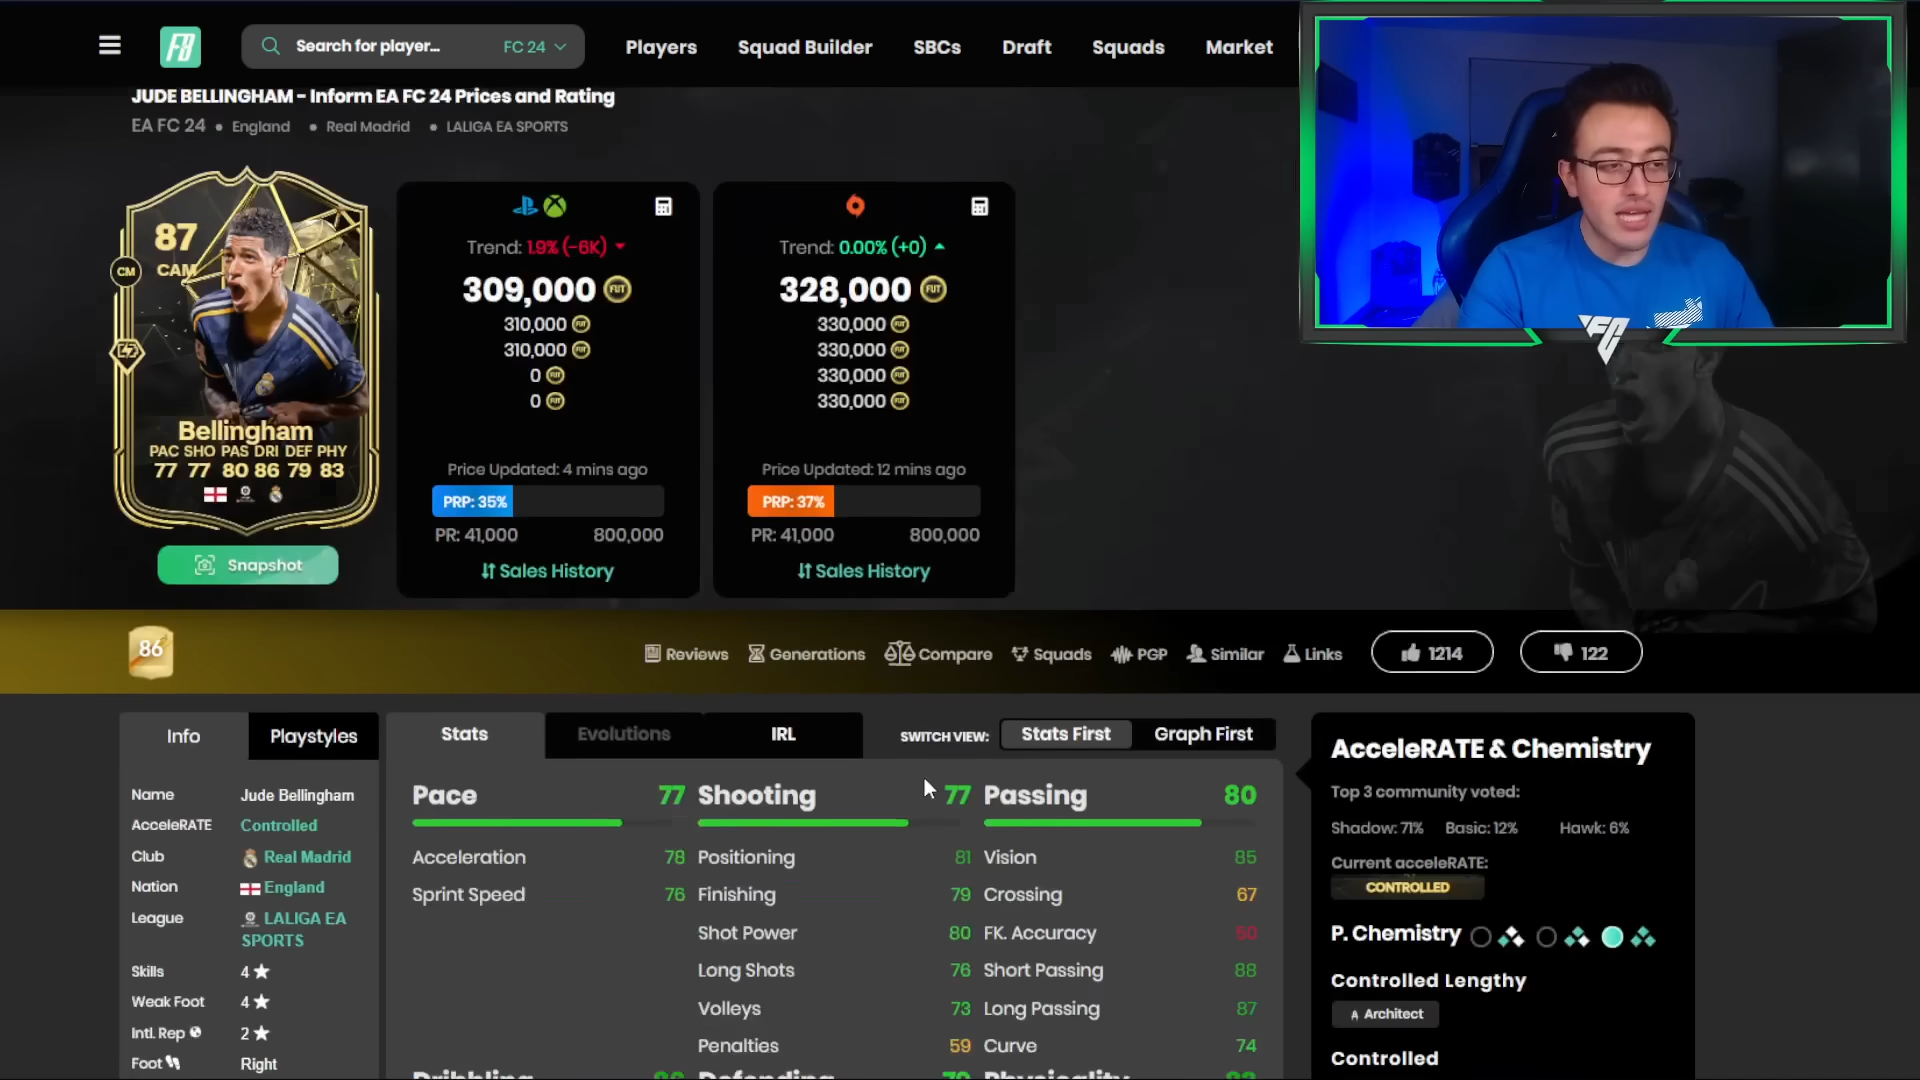 Search for player...
FC 24
Players
Squad Builder
SBCs
Draft
Squads
Market
JUDE BELLINGHAM - Inform EA FC 24 Prices and Rating
EA FC 24 • England • Real Madrid • LALIGA EA SPORTS
87
CM
CAM
Bellingham
PAC SHO PAS DRI DEF PHY
77 77 80 86 79 83
Snapshot
Trend: 1.9% (-6K)
309,000
310,000
310,000
0
0
Price Updated: 4 mins ago
PRP: 35%
PR: 41,000 800,000
Sales History
Trend: 0.00% (+0)
328,000
330,000
330,000
330,000
330,000
Price Updated: 12 mins ago
PRP: 37%
PR: 41,000 800,000
Sales History
FC
86
Reviews
Generations
Compare
Squads
PGP
Similar
Links
1214
122
Info
Playstyles
Name Jude Bellingham
AcceleRATE Controlled
Club Real Madrid
Nation England
League LALIGA EA
SPORTS
Skills 4
Weak Foot 4
Intl. Rep 2
Foot Right
Stats
Evolutions
IRL
SWITCH VIEW:
Stats First
Graph First
Pace 77
Acceleration 78
Sprint Speed 76
Shooting 77
Positioning 81
Finishing 79
Shot Power 80
Long Shots 76
Volleys 73
Penalties 59
Passing 80
Vision 85
Crossing 67
FK. Accuracy 50
Short Passing 88
Long Passing 87
Curve 74
Dribbling 86
Defending 79
Physicality 83
AcceleRATE & Chemistry
Top 3 community voted:
Shadow: 71% Basic: 12% Hawk: 6%
Current acceleRATE:
CONTROLLED
P. Chemistry
Controlled Lengthy
Architect
Controlled